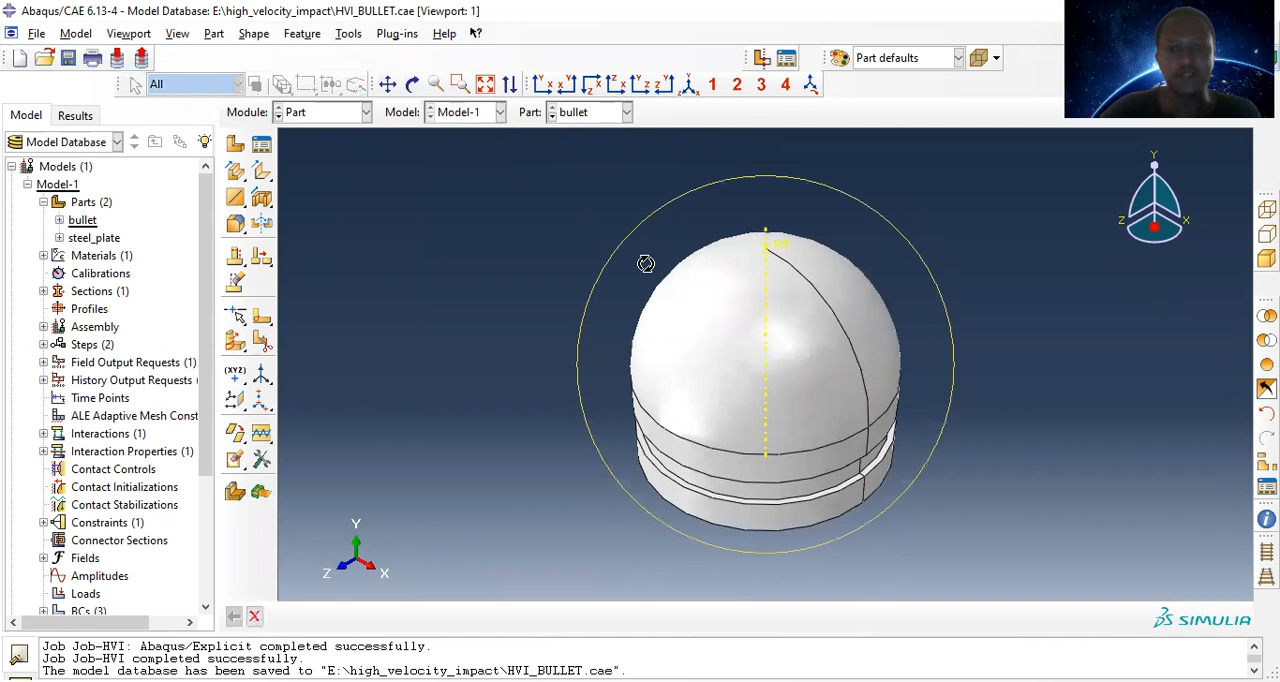 Abaqus/CAE 6.13-4 - Model Database: E:\high_velocity_impact\HVI_BULLET.cae [Viewport: 1]
File Model Viewport View Part Shape Feature Tools Plug-ins Help
Part defaults
All
1 2 3 4
Model Results Module: Part Model: Model-1 Part: bullet
Model Database
Models (1)
Model-1
Parts (2)
bullet
steel_plate
Materials (1)
Calibrations
Sections (1)
Profiles
Assembly
Steps (2)
Field Output Requests (1)
History Output Requests
Time Points
ALE Adaptive Mesh Const
Interactions (1)
Interaction Properties (1)
Contact Controls
Contact Initializations
Contact Stabilizations
Constraints (1)
Connector Sections
Fields
Amplitudes
Loads
BCs (3)
(XYZ)
Y
Z X
Y
Z X
SIMULIA
Job Job-HVI: Abaqus/Explicit completed successfully.
Job Job-HVI completed successfully.
The model database has been saved to "E:\high_velocity_impact\HVI_BULLET.cae".